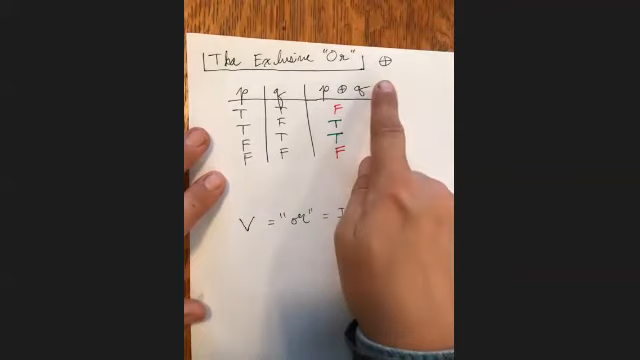 The Exclusive "Or" ⊕
p q p ⊕ q
T T F
T F T
F T T
F F F
V = "or" =